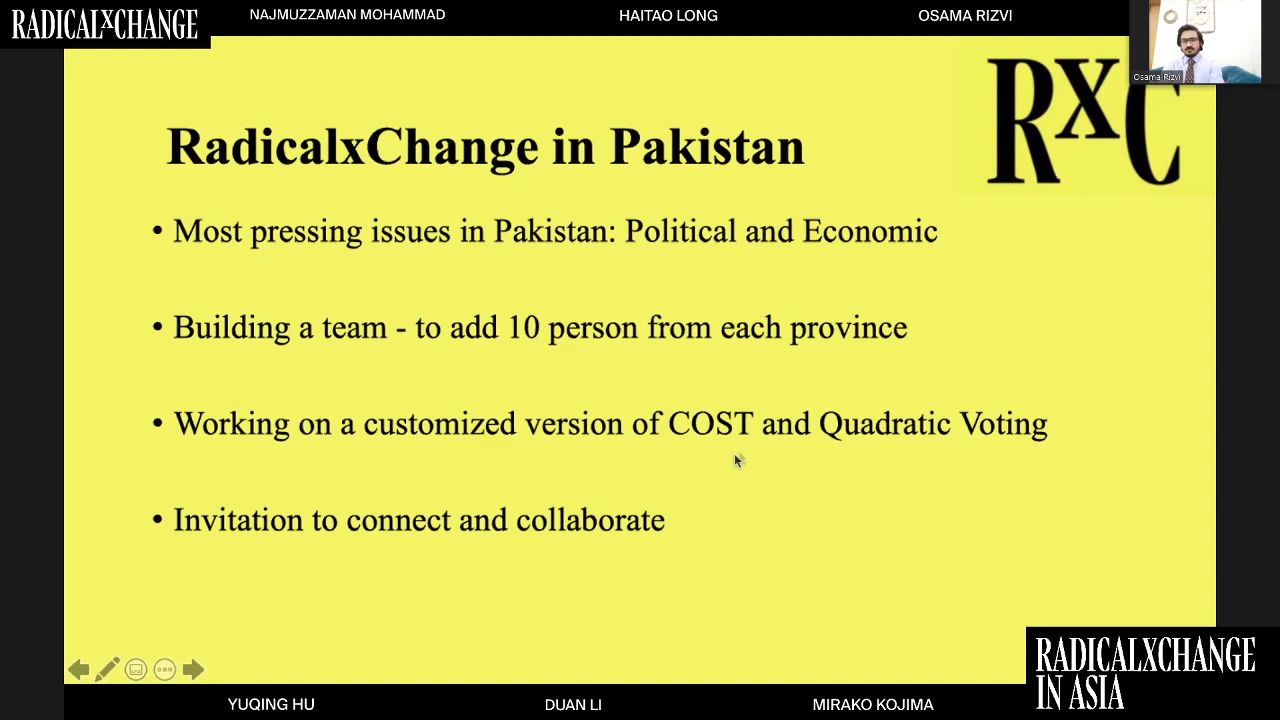 RADICALXCHANGE
NAJMUZZAMAN MOHAMMAD
HAITAO LONG
OSAMA RIZVI
Osama Rizvi
RXC
RadicalxChange in Pakistan
• Most pressing issues in Pakistan: Political and Economic
• Building a team - to add 10 person from each province
• Working on a customized version of COST and Quadratic Voting
• Invitation to connect and collaborate
RADICALXCHANGE
IN ASIA
YUQING HU
DUAN LI
MIRAKO KOJIMA